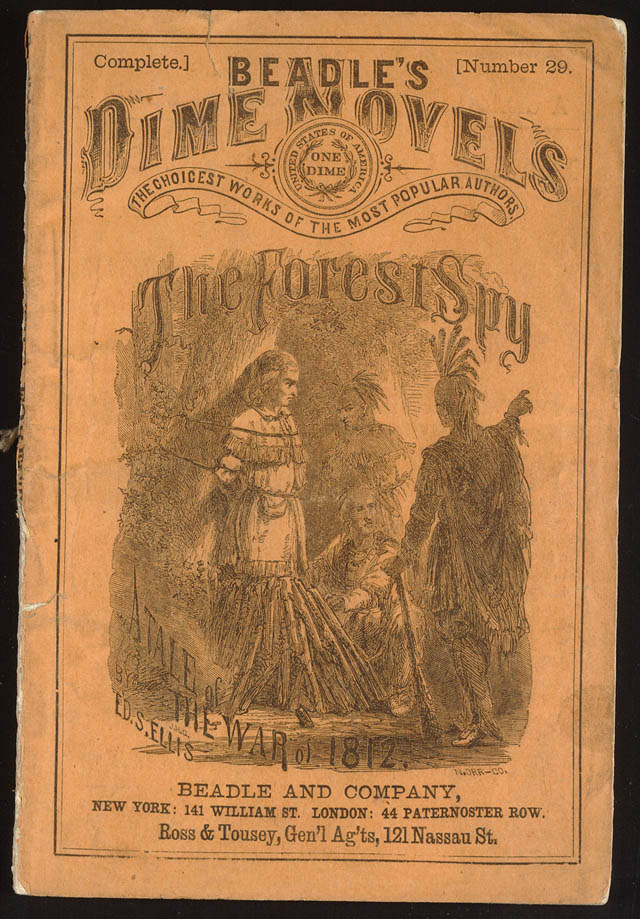 Complete.]
BEADLE'S
[Number 29.
DIME NOVELS
UNITED STATES OF AMERICA
ONE
DIME
THE CHOICEST WORKS OF THE MOST POPULAR AUTHORS.
The Forest Spy
A TALE of
THE WAR of 1812.
BY
ED. S. ELLIS
N. ORR—CO.
BEADLE AND COMPANY,
NEW YORK: 141 WILLIAM ST. LONDON: 44 PATERNOSTER ROW.
Ross & Tousey, Gen'l Ag'ts, 121 Nassau St.